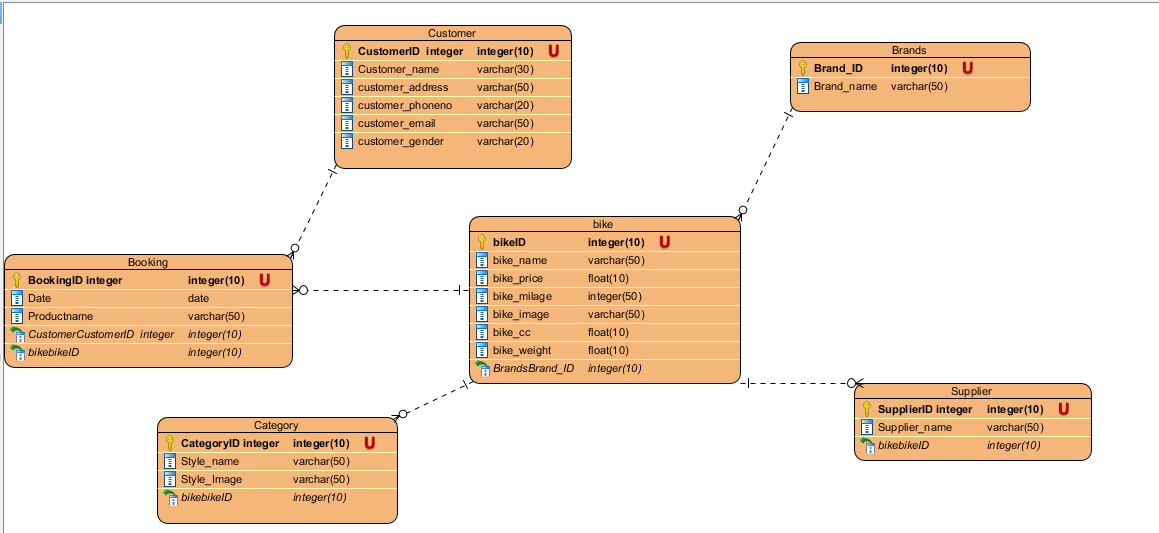 Customer
CustomerID integer integer(10) U
Customer_name varchar(30)
customer_address varchar(50)
customer_phoneno varchar(20)
customer_email varchar(50)
customer_gender varchar(20)
Brands
Brand_ID integer(10) U
Brand_name varchar(50)
bike
bikeID integer(10) U
bike_name varchar(50)
bike_price float(10)
bike_milage integer(50)
bike_image varchar(50)
bike_cc float(10)
bike_weight float(10)
BrandsBrand_ID integer(10)
Booking
BookingID integer integer(10) U
Date date
Productname varchar(50)
CustomerCustomerID integer integer(10)
bikebikeID integer(10)
Supplier
SupplierID integer integer(10) U
Supplier_name varchar(50)
bikebikeID integer(10)
Category
CategoryID integer integer(10) U
Style_name varchar(50)
Style_Image varchar(50)
bikebikeID integer(10)